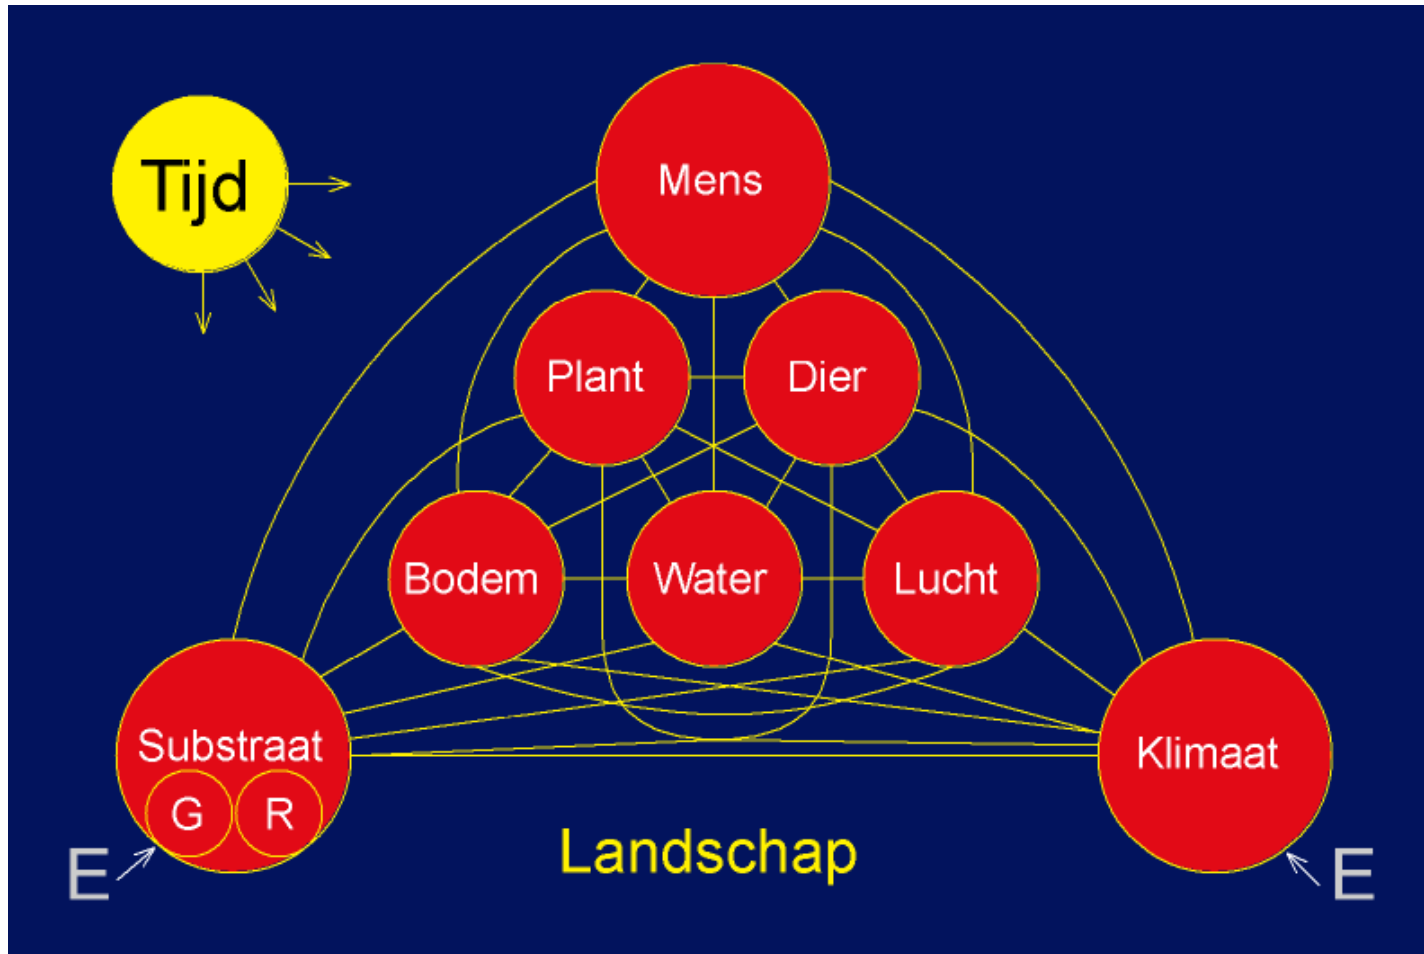 Tijd
Mens
Plant
Dier
Bodem
Water
Lucht
Substraat
G
R
Klimaat
E
Landschap
E